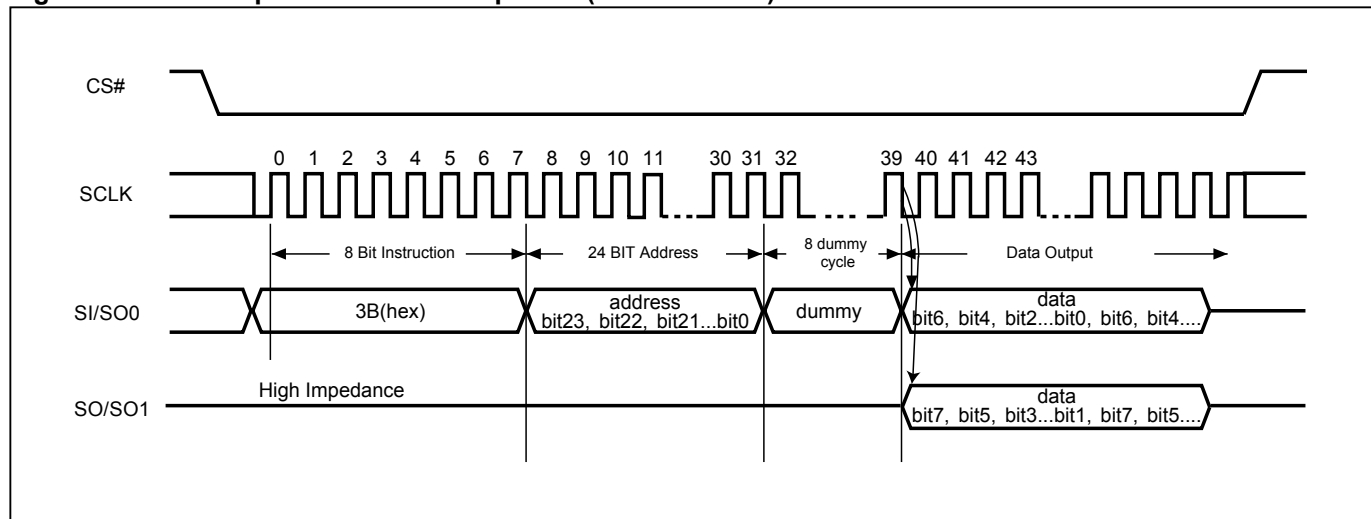 CS#
0 1 2 3 4 5 6 7 8 9 10 11 30 31 32 39 40 41 42 43
SCLK
8 Bit Instruction 24 BIT Address 8 dummy cycle Data Output
SI/SO0 3B(hex) address dummy data
bit23, bit22, bit21...bit0 bit6, bit4, bit2...bit0, bit6, bit4....
High Impedance
SO/SO1 data
bit7, bit5, bit3...bit1, bit7, bit5....